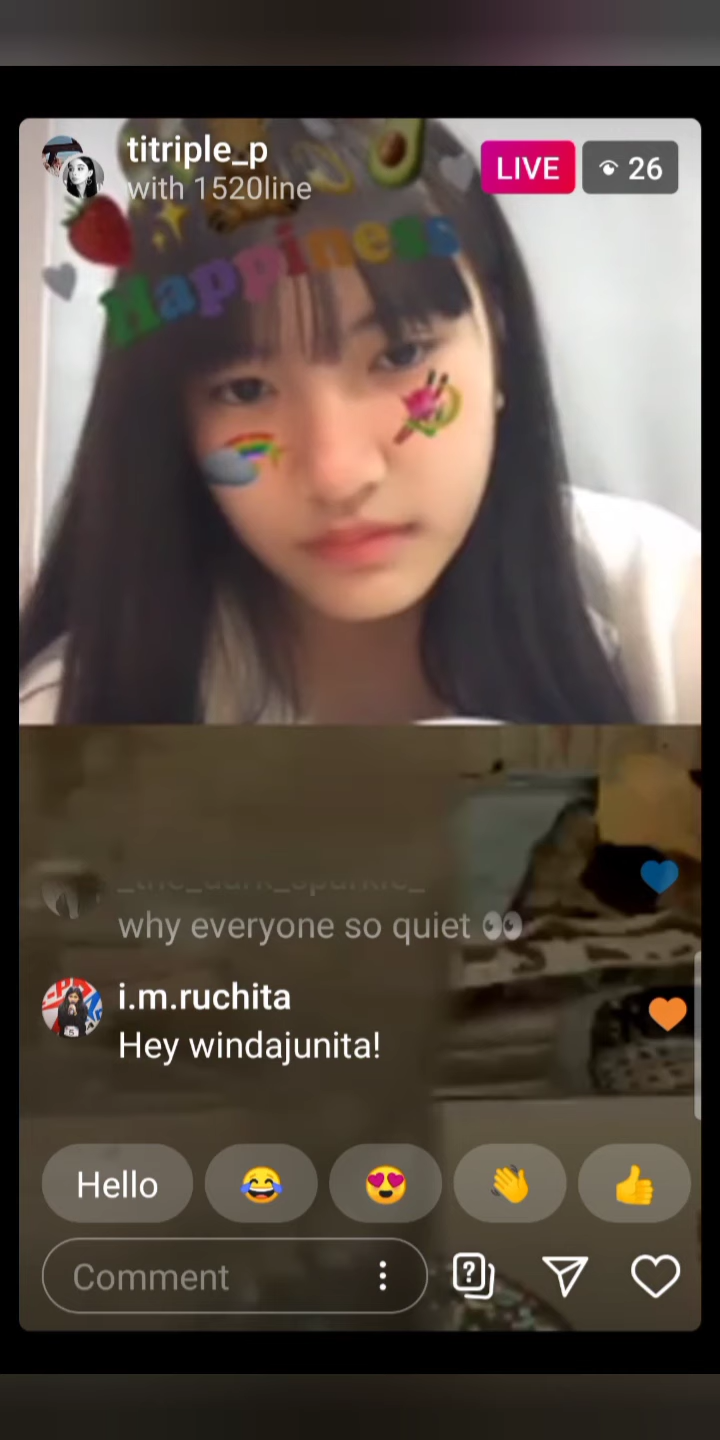 titriple_p
with 1520line
LIVE
26
Happiness
why everyone so quiet 👀
i.m.ruchita
Hey windajunita!
Hello
Comment